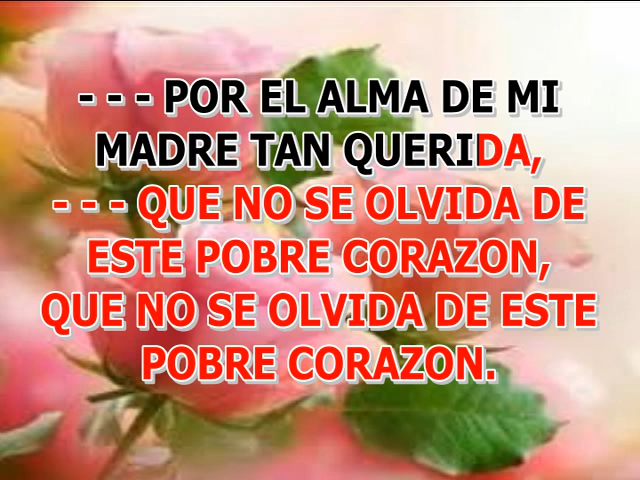 - - - POR EL ALMA DE MI
MADRE TAN QUERIDA,
- - - QUE NO SE OLVIDA DE
ESTE POBRE CORAZON,
QUE NO SE OLVIDA DE ESTE
POBRE CORAZON.